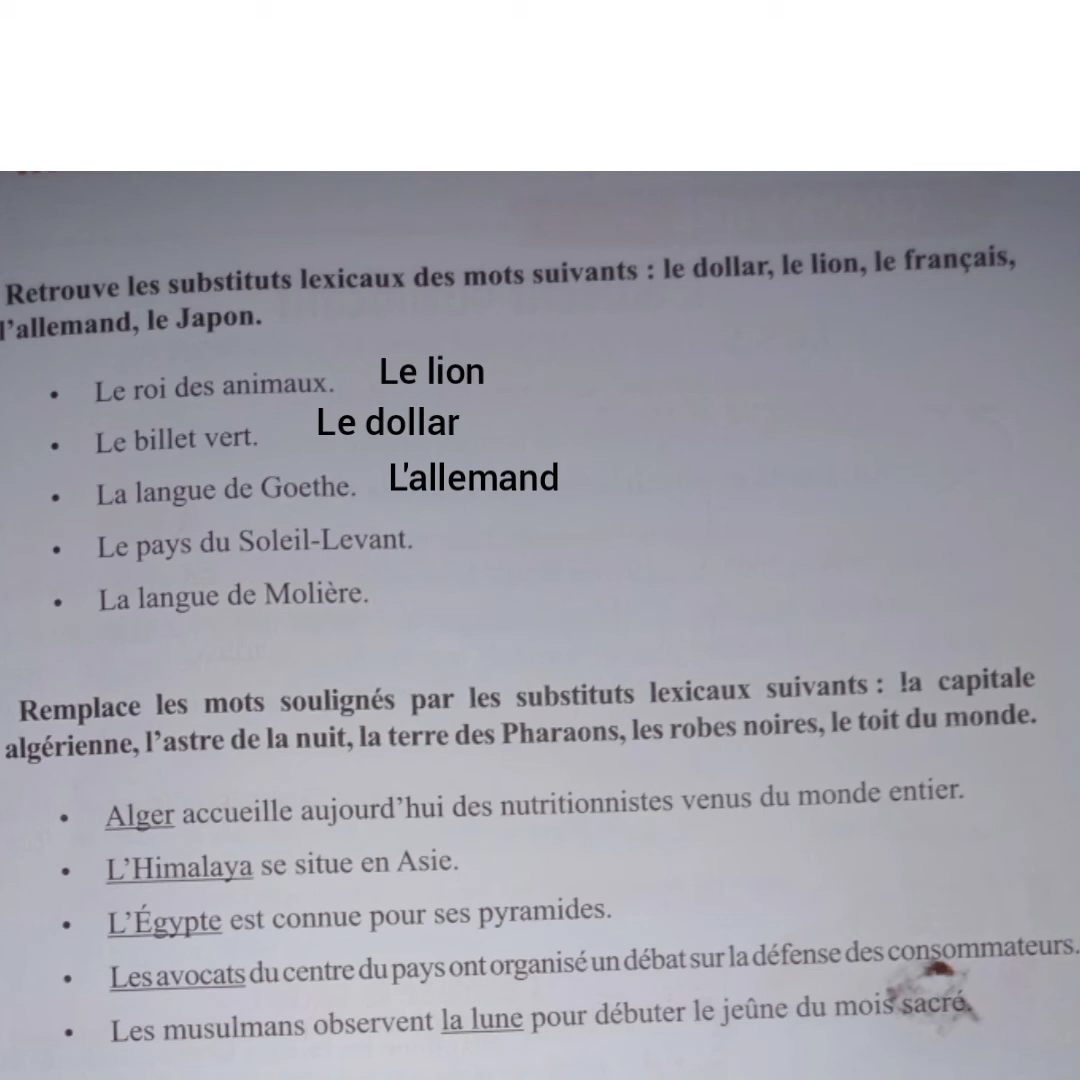 Retrouve les substituts lexicaux des mots suivants : le dollar, le lion, le français,
l'allemand, le Japon.
• Le roi des animaux. Le lion
• Le billet vert. Le dollar
• La langue de Goethe. L'allemand
• Le pays du Soleil-Levant.
• La langue de Molière.
Remplace les mots soulignés par les substituts lexicaux suivants : la capitale
algérienne, l'astre de la nuit, la terre des Pharaons, les robes noires, le toit du monde.
• Alger accueille aujourd'hui des nutritionnistes venus du monde entier.
• L'Himalaya se situe en Asie.
• L'Égypte est connue pour ses pyramides.
• Les avocats du centre du pays ont organisé un débat sur la défense des consommateurs.
• Les musulmans observent la lune pour débuter le jeûne du mois sacré.